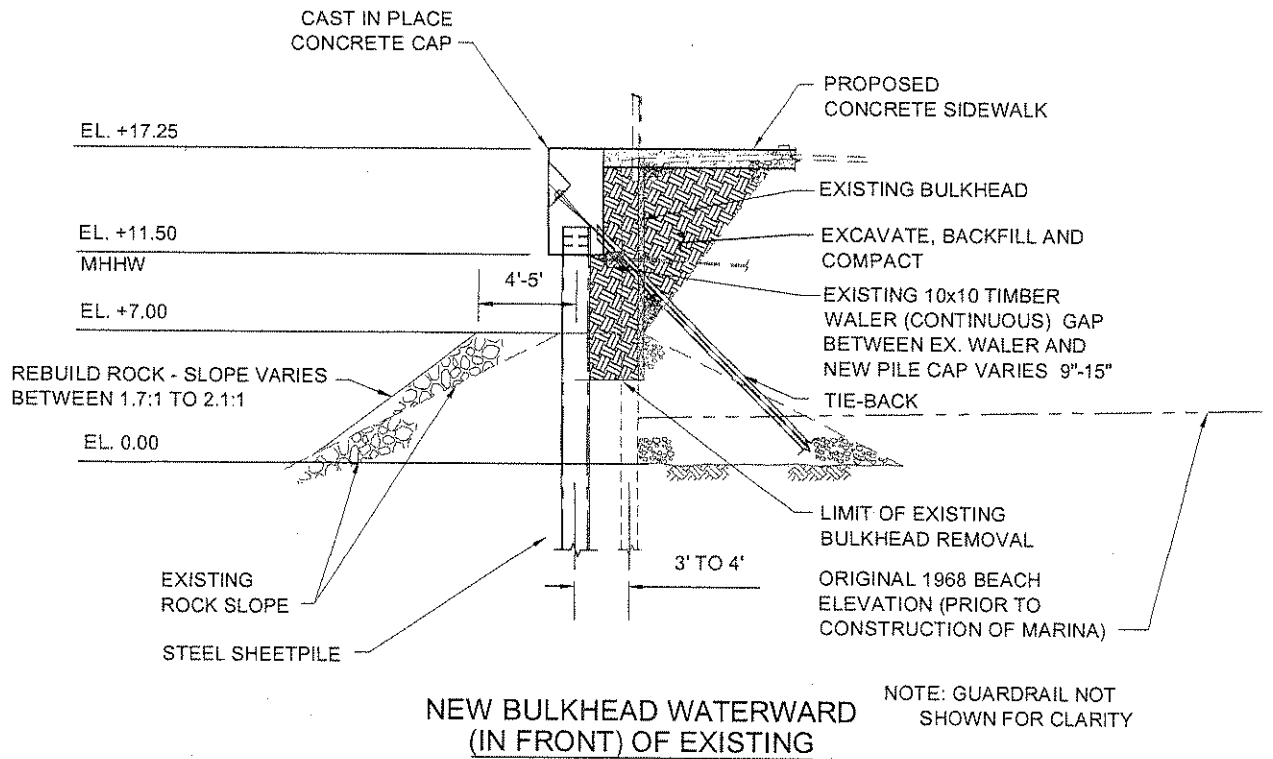 CAST IN PLACE
CONCRETE CAP
PROPOSED
CONCRETE SIDEWALK
EL. +17.25
EXISTING BULKHEAD
EXCAVATE, BACKFILL AND
COMPACT
EL. +11.50
MHHW
4'-5'
EXISTING 10x10 TIMBER
WALER (CONTINUOUS) GAP
BETWEEN EX. WALER AND
NEW PILE CAP VARIES 9"-15"
EL. +7.00
REBUILD ROCK - SLOPE VARIES
BETWEEN 1.7:1 TO 2.1:1
TIE-BACK
EL. 0.00
LIMIT OF EXISTING
BULKHEAD REMOVAL
3' TO 4'
EXISTING
ROCK SLOPE
ORIGINAL 1968 BEACH
ELEVATION (PRIOR TO
CONSTRUCTION OF MARINA)
STEEL SHEETPILE
NEW BULKHEAD WATERWARD
(IN FRONT) OF EXISTING
NOTE: GUARDRAIL NOT
SHOWN FOR CLARITY